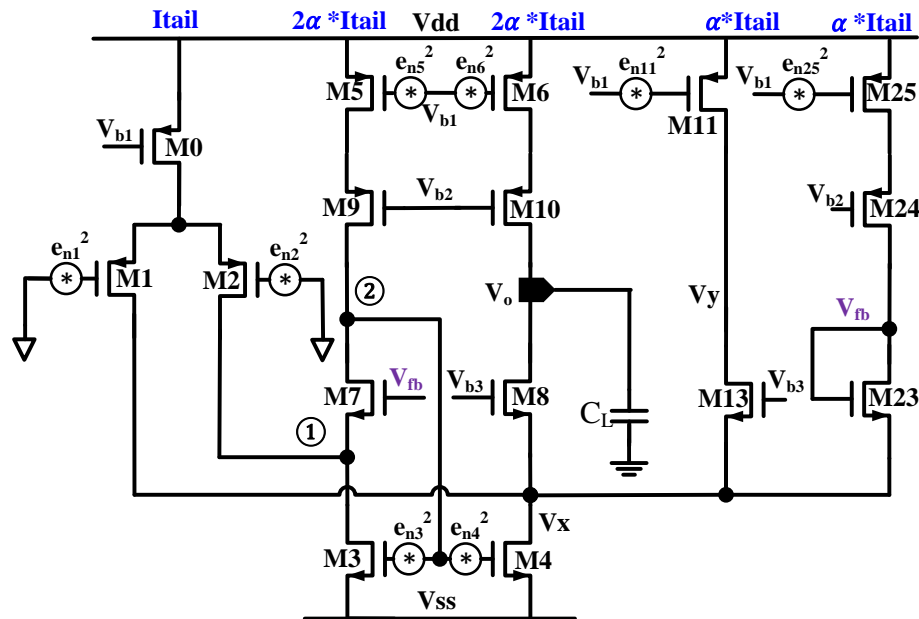 Itail 2α *Itail Vdd 2α *Itail α*Itail α *Itail
en5² en6² en11² en25²
* * * *
M5 Vb1 M6 Vb1 M11 Vb1 M25
Vb1 M0
M9 Vb2 M10 Vb2 M24
en1² en2²
* *
M1 M2
② Vo Vy Vfb
M7 Vfb Vb3 M8 CL M13 Vb3 M23
①
en3² en4² Vx
* *
M3 M4
Vss